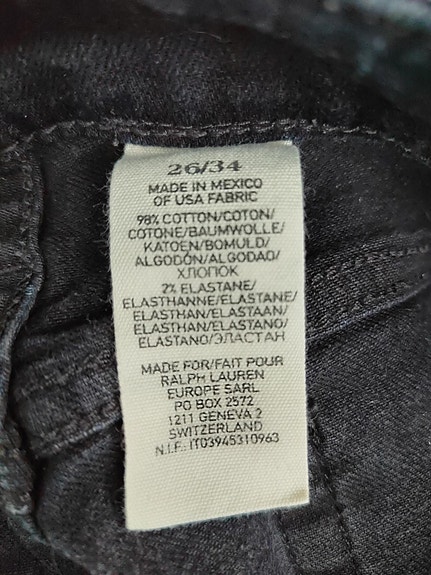 26/34
MADE IN MEXICO
OF USA FABRIC
98% COTTON/COTON/
COTONE/BAUMWOLLE/
KATOEN/BOMULD/
ALGODÓN/ALGODAO/
ХЛОПОК
2% ELASTANE/
ELASTHANNE/ELASTANE/
ELASTHAN/ELASTAAN/
ELASTHAN/ELASTANO/
ELASTANO/ЭЛАСТАН
MADE FOR/FAIT POUR
RALPH LAUREN
EUROPE SARL
PO BOX 2572
1211 GENEVA 2
SWITZERLAND
N.I.F.:IT03945310963